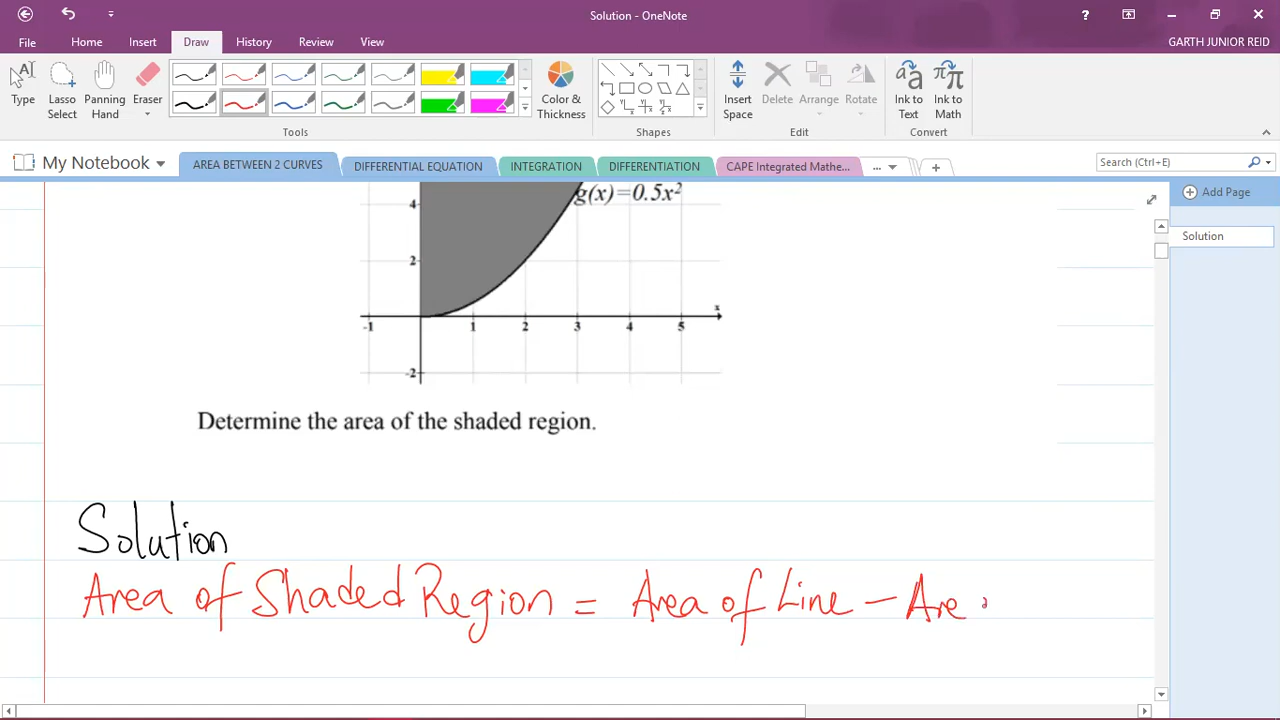 Solution - OneNote
?
File Home Insert Draw History Review View
GARTH JUNIOR REID
Type
Lasso Select
Panning Hand
Eraser
Color & Thickness
Insert Space
Delete
Arrange
Rotate
Ink to Text
Ink to Math
Tools
Shapes
Edit
Convert
My Notebook
AREA BETWEEN 2 CURVES
DIFFERENTIAL EQUATION
INTEGRATION
DIFFERENTIATION
CAPE Integrated Mathe...
...
Search (Ctrl+E)
Add Page
Solution
4
g(x)=0.5x²
2
x
-1 1 2 3 4 5
-2
Determine the area of the shaded region.
Solution
Area of Shaded Region = Area of Line - Are